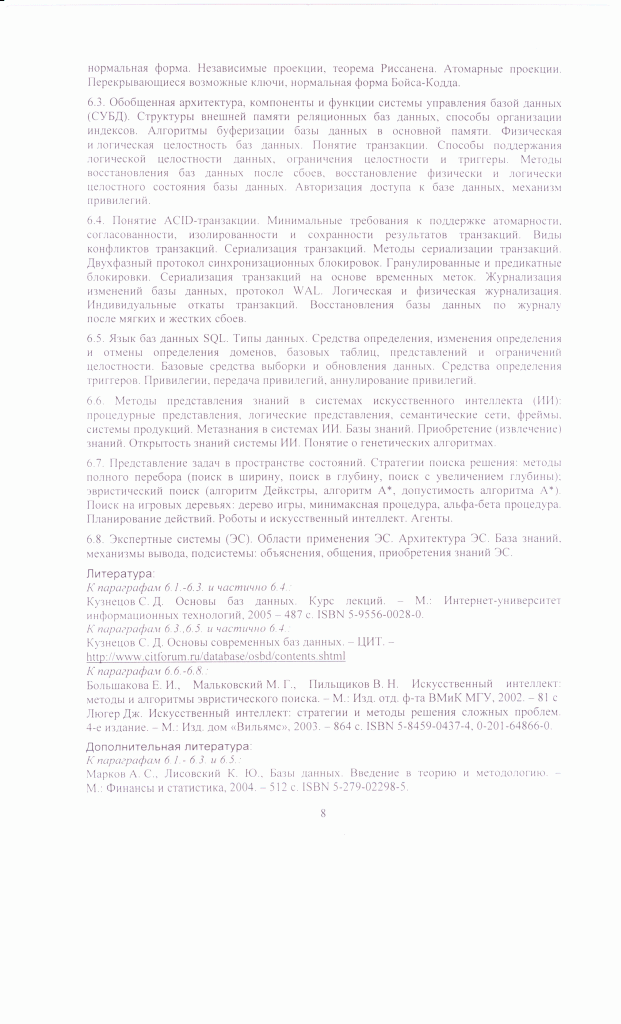 нормальная форма. Независимые проекции, теорема Риссанена. Атомарные проекции.
Перекрывающиеся возможные ключи, нормальная форма Бойса-Кодда.
6.3. Обобщенная архитектура, компоненты и функции системы управления базой данных
(СУБД). Структуры внешней памяти реляционных баз данных, способы организации
индексов. Алгоритмы буферизации базы данных в основной памяти. Физическая
и логическая целостность баз данных. Понятие транзакции. Способы поддержания
логической целостности данных, ограничения целостности и триггеры. Методы
восстановления баз данных после сбоев, восстановление физически и логически
целостного состояния базы данных. Авторизация доступа к базе данных, механизм
привилегий.
6.4. Понятие ACID-транзакции. Минимальные требования к поддержке атомарности,
согласованности, изолированности и сохранности результатов транзакций. Виды
конфликтов транзакций. Сериализация транзакций. Методы сериализации транзакций.
Двухфазный протокол синхронизационных блокировок. Гранулированные и предикатные
блокировки. Сериализация транзакций на основе временных меток. Журнализация
изменений базы данных, протокол WAL. Логическая и физическая журнализация.
Индивидуальные откаты транзакций. Восстановления базы данных по журналу
после мягких и жестких сбоев.
6.5. Язык баз данных SQL. Типы данных. Средства определения, изменения определения
и отмены определения доменов, базовых таблиц, представлений и ограничений
целостности. Базовые средства выборки и обновления данных. Средства определения
триггеров. Привилегии, передача привилегий, аннулирование привилегий.
6.6. Методы представления знаний в системах искусственного интеллекта (ИИ):
процедурные представления, логические представления, семантические сети, фреймы,
системы продукций. Метазнания в системах ИИ. Базы знаний. Приобретение (извлечение)
знаний. Открытость знаний системы ИИ. Понятие о генетических алгоритмах.
6.7. Представление задач в пространстве состояний. Стратегии поиска решения: методы
полного перебора (поиск в ширину, поиск в глубину, поиск с увеличением глубины);
эвристический поиск (алгоритм Дейкстры, алгоритм А*, допустимость алгоритма А*).
Поиск на игровых деревьях: дерево игры, минимаксная процедура, альфа-бета процедура.
Планирование действий. Роботы и искусственный интеллект. Агенты.
6.8. Экспертные системы (ЭС). Области применения ЭС. Архитектура ЭС. База знаний,
механизмы вывода, подсистемы: объяснения, общения, приобретения знаний ЭС.
Литература:
К параграфам 6.1.-6.3. и частично 6.4.:
Кузнецов С. Д. Основы баз данных. Курс лекций. – М.: Интернет-университет
информационных технологий, 2005 – 487 с. ISBN 5-9556-0028-0.
К параграфам 6.3.,6.5. и частично 6.4.:
Кузнецов С. Д. Основы современных баз данных. – ЦИТ. –
http://www.citforum.ru/database/osbd/contents.shtml
К параграфам 6.6.-6.8.:
Большакова Е. И., Мальковский М. Г., Пильщиков В. Н. Искусственный интеллект:
методы и алгоритмы эвристического поиска. – М.: Изд. отд. ф-та ВМиК МГУ, 2002. – 81 с
Люгер Дж. Искусственный интеллект: стратегии и методы решения сложных проблем.
4-е издание. – М.: Изд. дом «Вильямс», 2003. – 864 с. ISBN 5-8459-0437-4, 0-201-64866-0.
Дополнительная литература:
К параграфам 6.1.- 6.3. и 6.5.:
Марков А. С., Лисовский К. Ю., Базы данных. Введение в теорию и методологию. –
М.: Финансы и статистика, 2004. – 512 с. ISBN 5-279-02298-5.
8